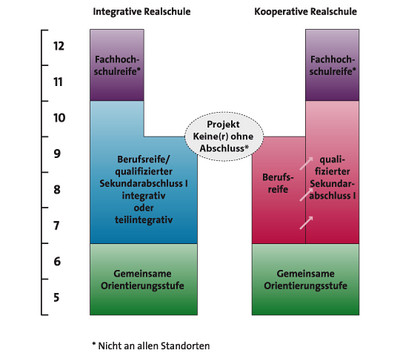 Integrative Realschule
Kooperative Realschule
12
11
10
9
8
7
6
5
Fachhoch-
schulreife*
Fachhoch-
schulreife*
Projekt
Keine(r) ohne
Abschluss*
Berufsreife/
qualifizierter
Sekundarabschluss I
integrativ
oder
teilintegrativ
Berufs-
reife
quali-
fizierter
Sekundar-
abschluss I
Gemeinsame
Orientierungsstufe
Gemeinsame
Orientierungsstufe
* Nicht an allen Standorten